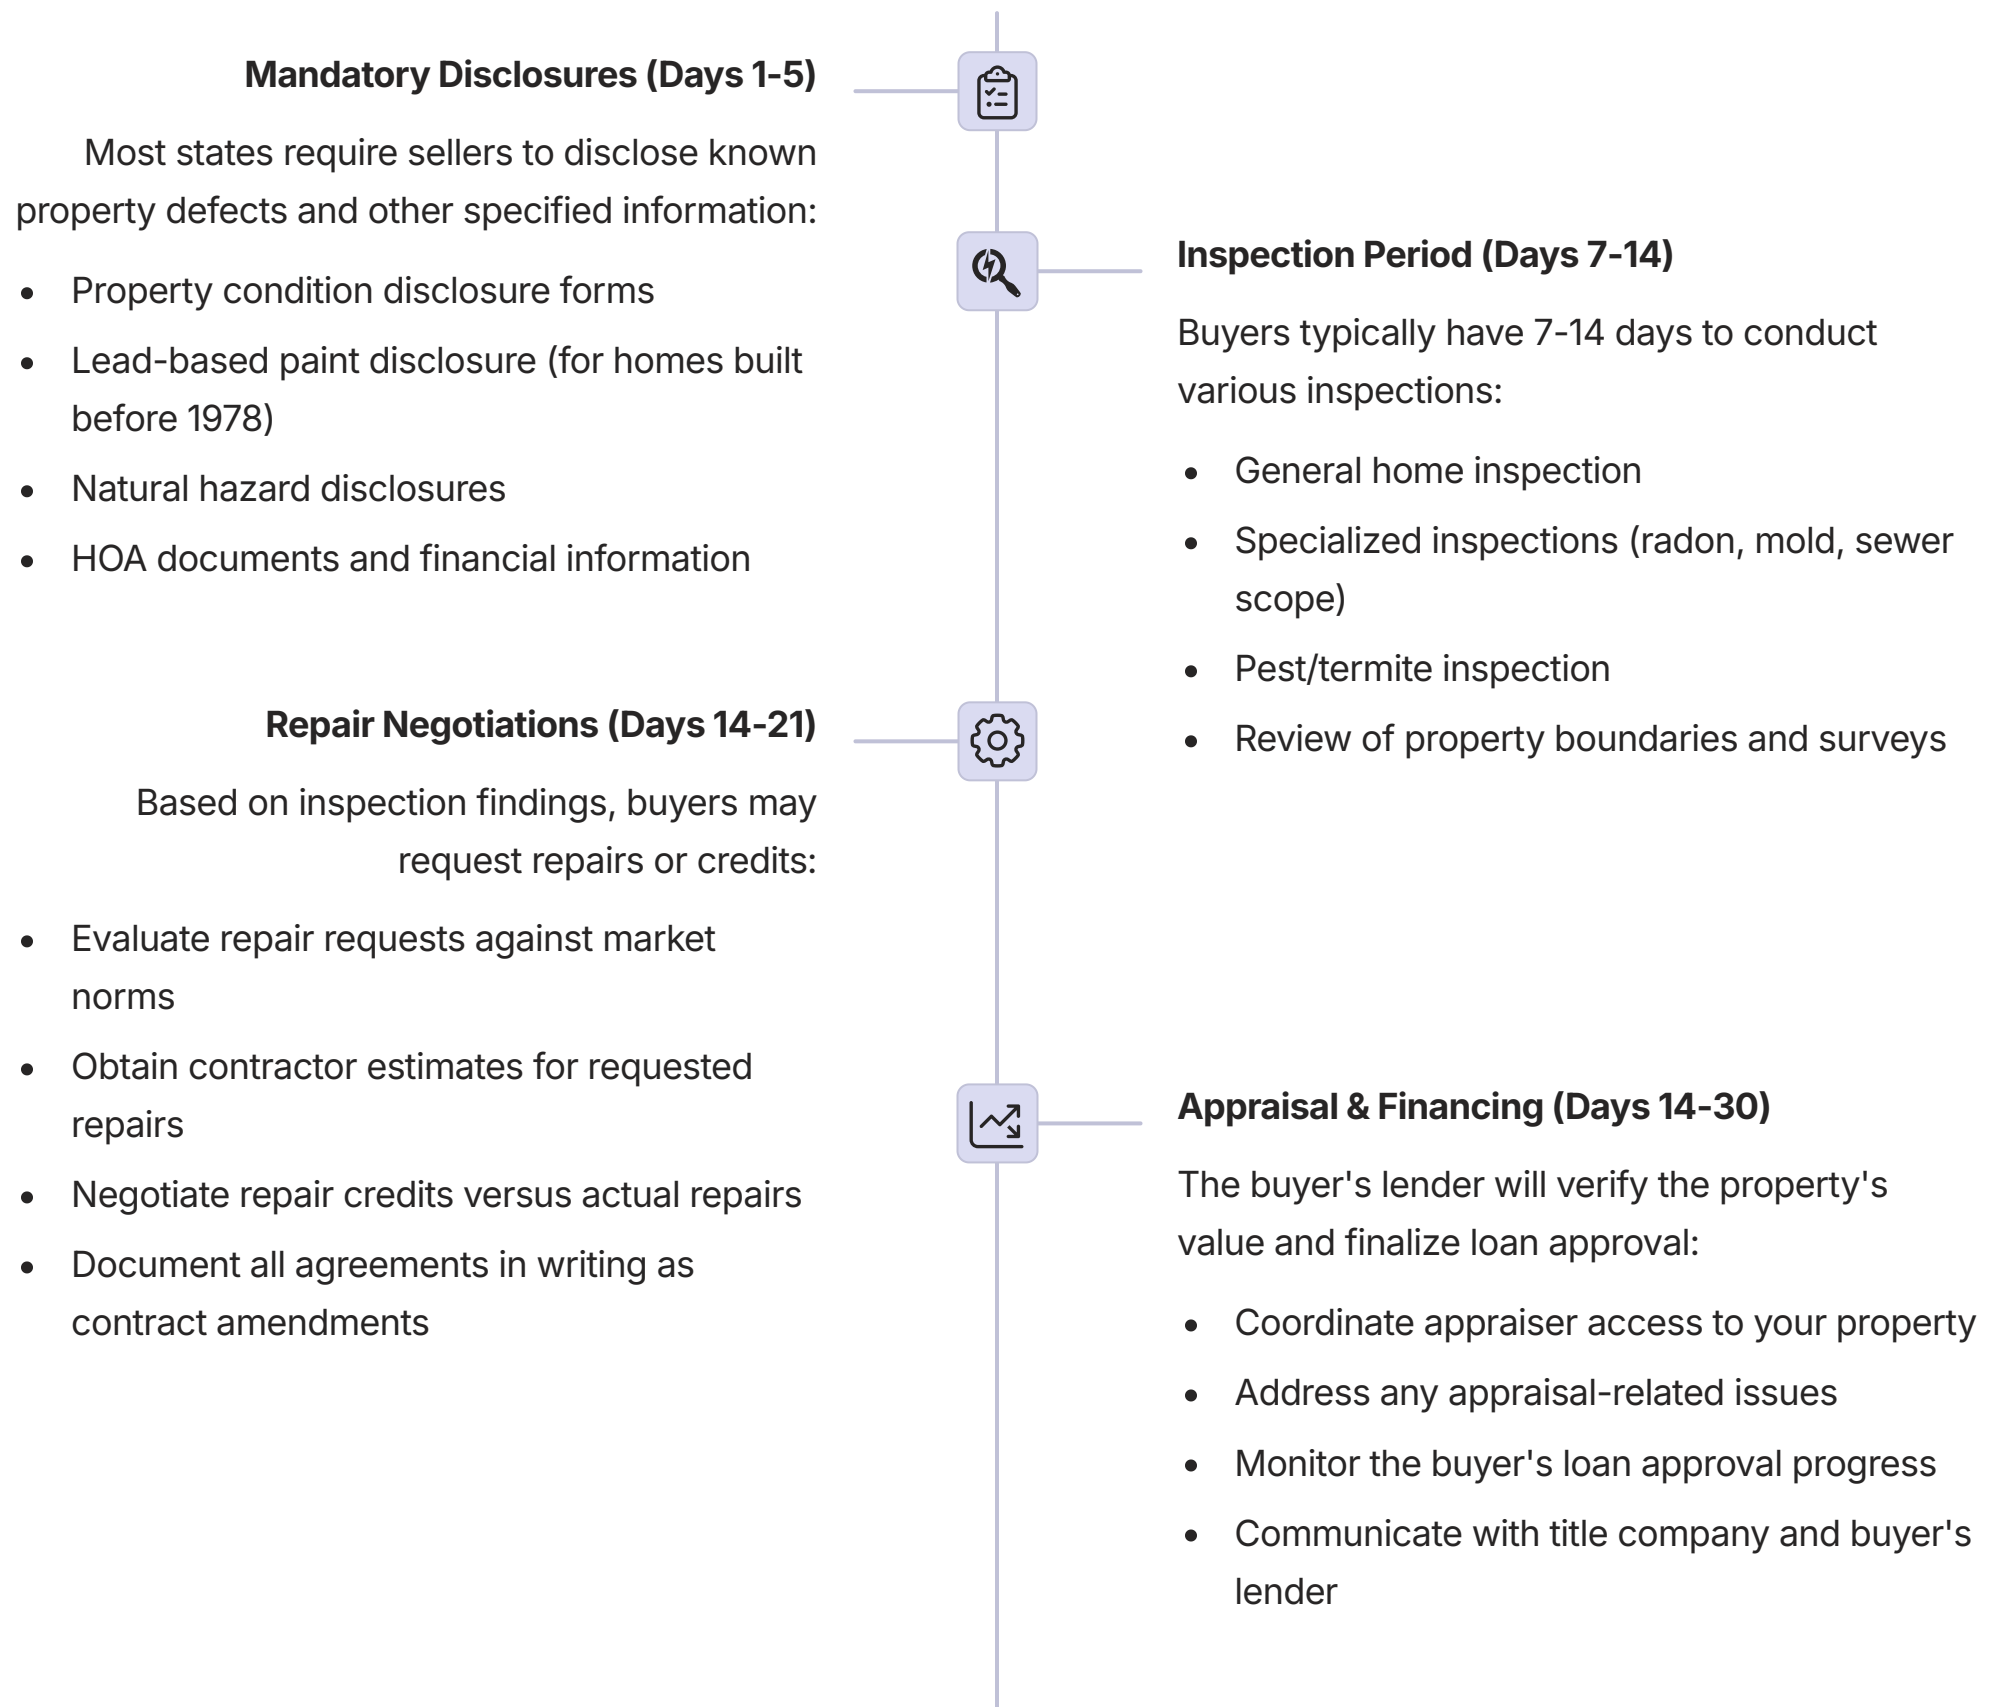 Mandatory Disclosures (Days 1-5)
Most states require sellers to disclose known
property defects and other specified information:
• Property condition disclosure forms
• Lead-based paint disclosure (for homes built
before 1978)
• Natural hazard disclosures
• HOA documents and financial information
Inspection Period (Days 7-14)
Buyers typically have 7-14 days to conduct
various inspections:
• General home inspection
• Specialized inspections (radon, mold, sewer
scope)
• Pest/termite inspection
• Review of property boundaries and surveys
Repair Negotiations (Days 14-21)
Based on inspection findings, buyers may
request repairs or credits:
• Evaluate repair requests against market
norms
• Obtain contractor estimates for requested
repairs
• Negotiate repair credits versus actual repairs
• Document all agreements in writing as
contract amendments
Appraisal & Financing (Days 14-30)
The buyer's lender will verify the property's
value and finalize loan approval:
• Coordinate appraiser access to your property
• Address any appraisal-related issues
• Monitor the buyer's loan approval progress
• Communicate with title company and buyer's
lender